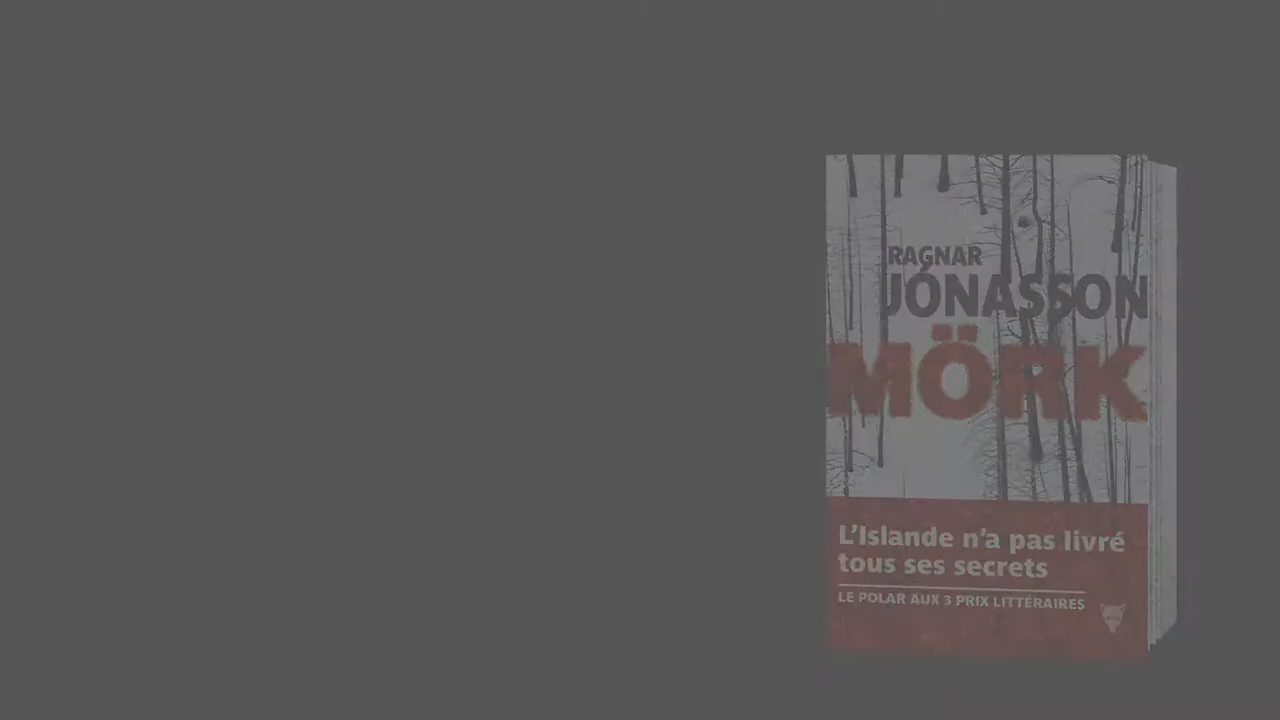 RAGNAR
JÓNASSON
MÖRK
L'Islande n'a pas livré
tous ses secrets
LE POLAR AUX 3 PRIX LITTÉRAIRES